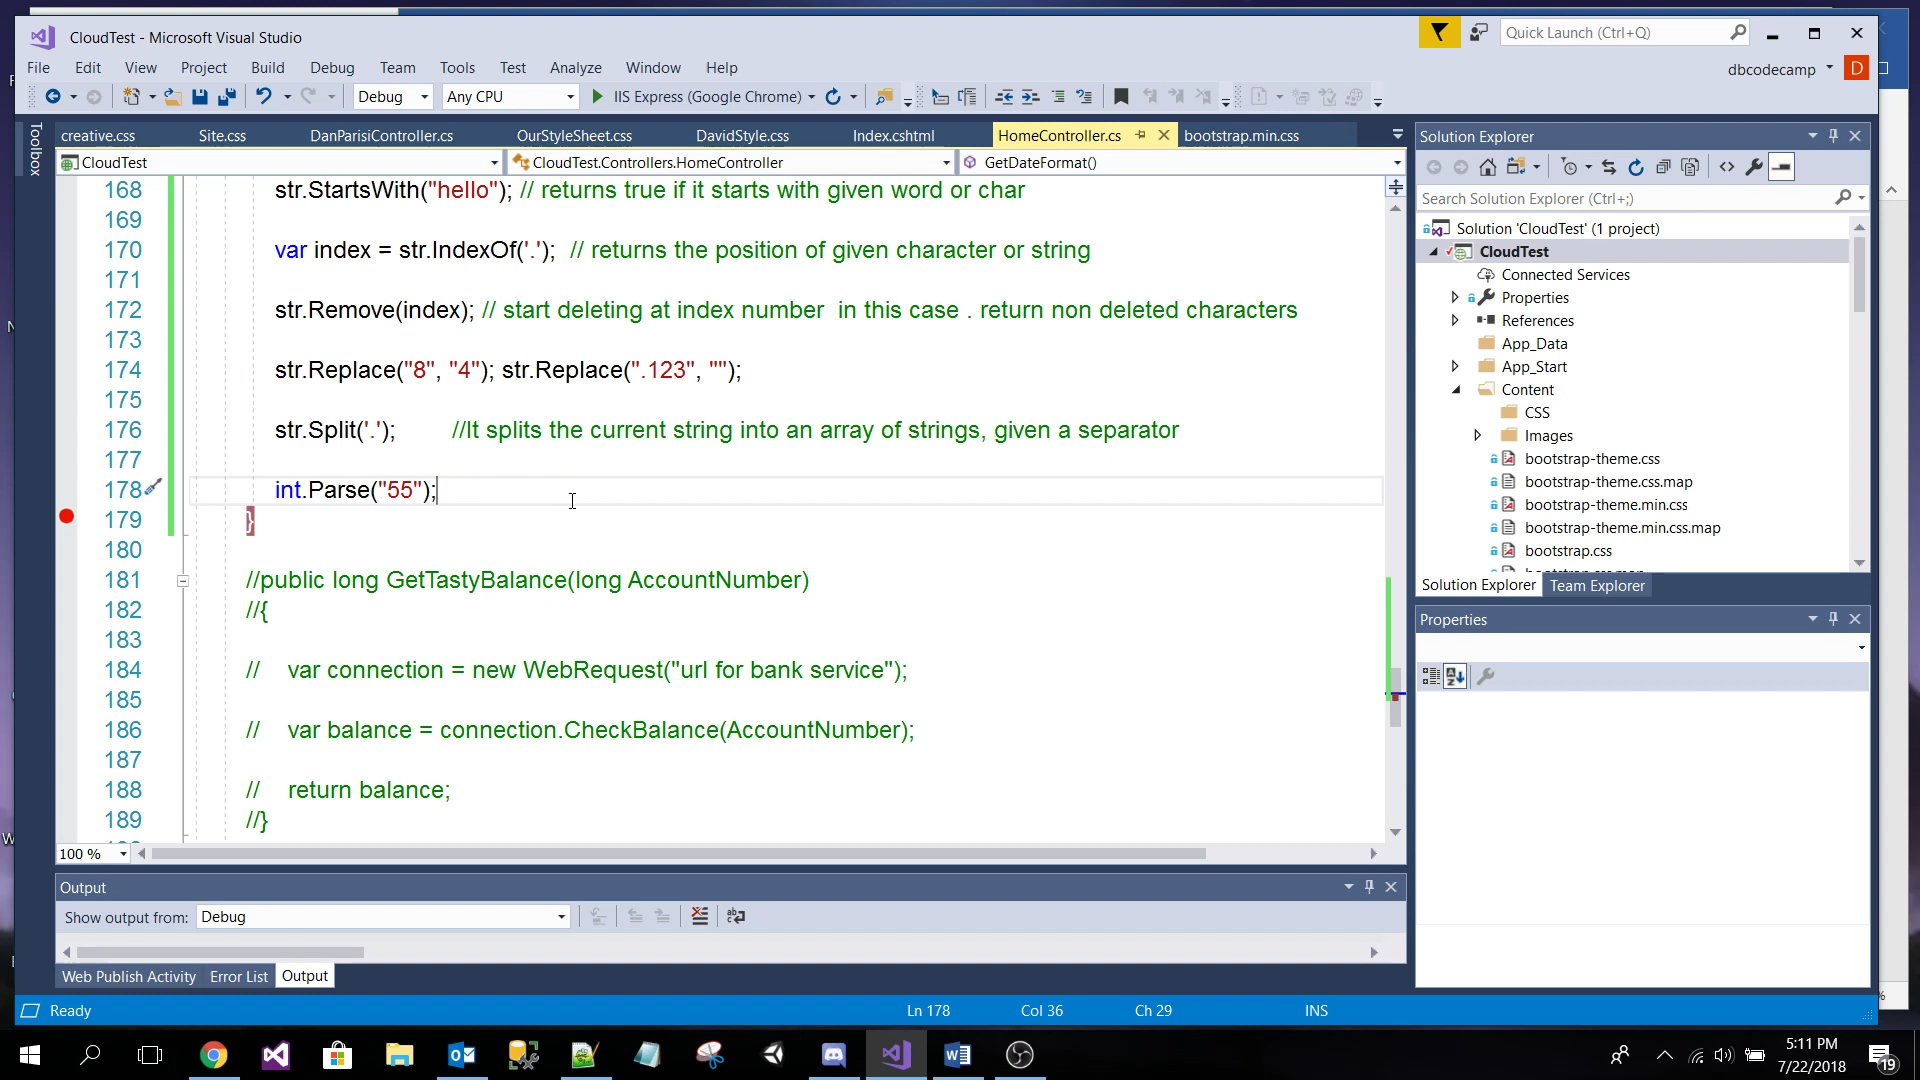 CloudTest - Microsoft Visual Studio
Quick Launch (Ctrl+Q)
File Edit View Project Build Debug Team Tools Test Analyze Window Help
dbcodecamp D
Debug Any CPU IIS Express (Google Chrome)
creative.css Site.css DanParisiController.cs OurStyleSheet.css DavidStyle.css Index.cshtml HomeController.cs bootstrap.min.css
Toolbox
CloudTest CloudTest.Controllers.HomeController GetDateFormat()
168 str.StartsWith("hello"); // returns true if it starts with given word or char
169
170 var index = str.IndexOf('.'); // returns the position of given character or string
171
172 str.Remove(index); // start deleting at index number in this case . return non deleted characters
173
174 str.Replace("8", "4"); str.Replace(".123", "");
175
176 str.Split('.'); //It splits the current string into an array of strings, given a separator
177
178 int.Parse("55");
179 }
180
181 //public long GetTastyBalance(long AccountNumber)
182 //{
183
184 // var connection = new WebRequest("url for bank service");
185
186 // var balance = connection.CheckBalance(AccountNumber);
187
188 // return balance;
189 //}
100 %
Output
Show output from: Debug
Web Publish Activity Error List Output
Solution Explorer
Search Solution Explorer (Ctrl+;)
Solution 'CloudTest' (1 project)
CloudTest
Connected Services
Properties
References
App_Data
App_Start
Content
CSS
Images
bootstrap-theme.css
bootstrap-theme.css.map
bootstrap-theme.min.css
bootstrap-theme.min.css.map
bootstrap.css
Solution Explorer Team Explorer
Properties
Ready Ln 178 Col 36 Ch 29 INS
5:11 PM
7/22/2018
19